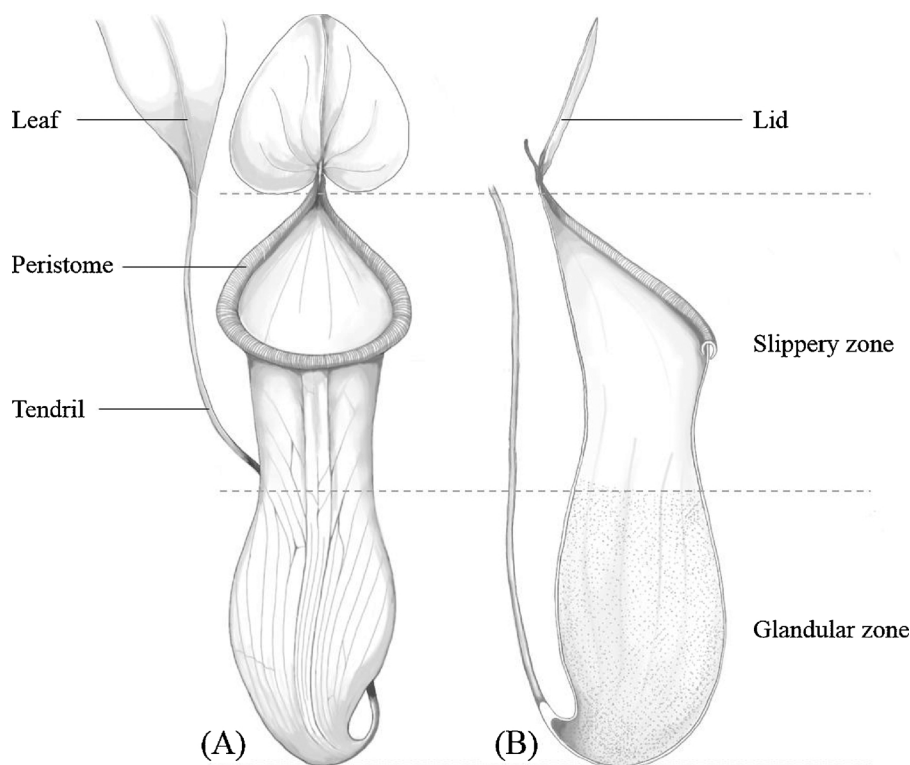 Leaf
Lid
Peristome
Slippery zone
Tendril
Glandular zone
(A)
(B)